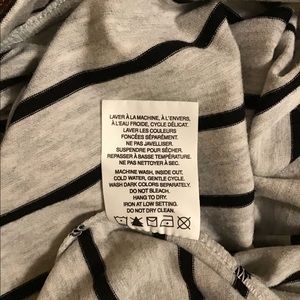 LAVER À LA MACHINE, À L'ENVERS,
À L'EAU FROIDE, CYCLE DÉLICAT.
LAVER LES COULEURS
FONCÉES SÉPARÉMENT.
NE PAS JAVELLISER.
SUSPENDRE POUR SÉCHER.
REPASSER À BASSE TEMPÉRATURE.
NE PAS NETTOYER À SEC.
MACHINE WASH, INSIDE OUT,
COLD WATER, GENTLE CYCLE.
WASH DARK COLORS SEPARATELY.
DO NOT BLEACH.
HANG TO DRY.
IRON AT LOW SETTING.
DO NOT DRY CLEAN.